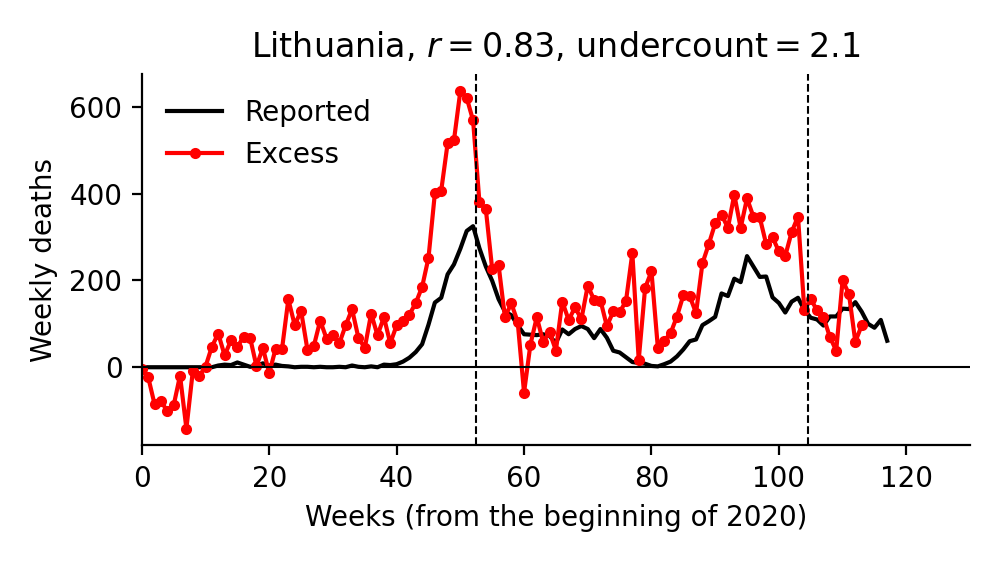 Lithuania, r = 0.83, undercount = 2.1
Reported
Excess
Weekly deaths
600
400
200
0
0 20 40 60 80 100 120
Weeks (from the beginning of 2020)